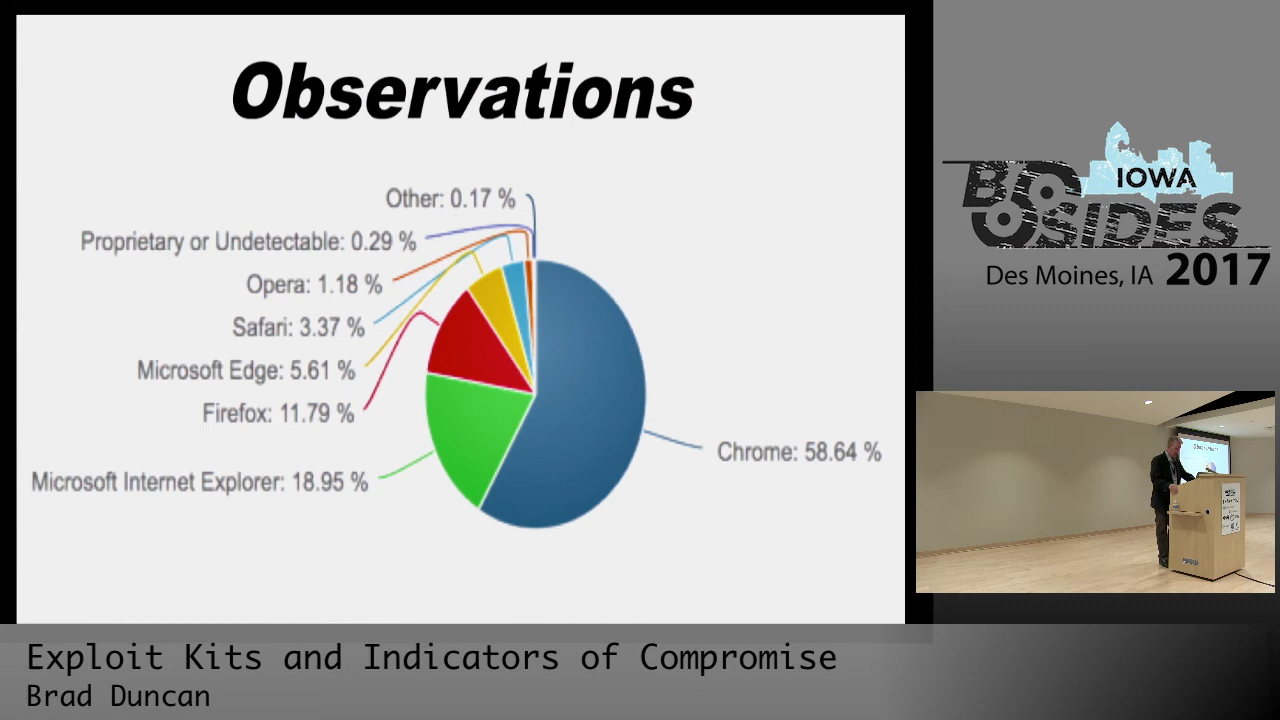 Observations
Other: 0.17 %
Proprietary or Undetectable: 0.29 %
Opera: 1.18 %
Safari: 3.37 %
Microsoft Edge: 5.61 %
Firefox: 11.79 %
Microsoft Internet Explorer: 18.95 %
Chrome: 58.64 %
IOWA
BSIDES
Des Moines, IA 2017
Exploit Kits and Indicators of Compromise
Brad Duncan